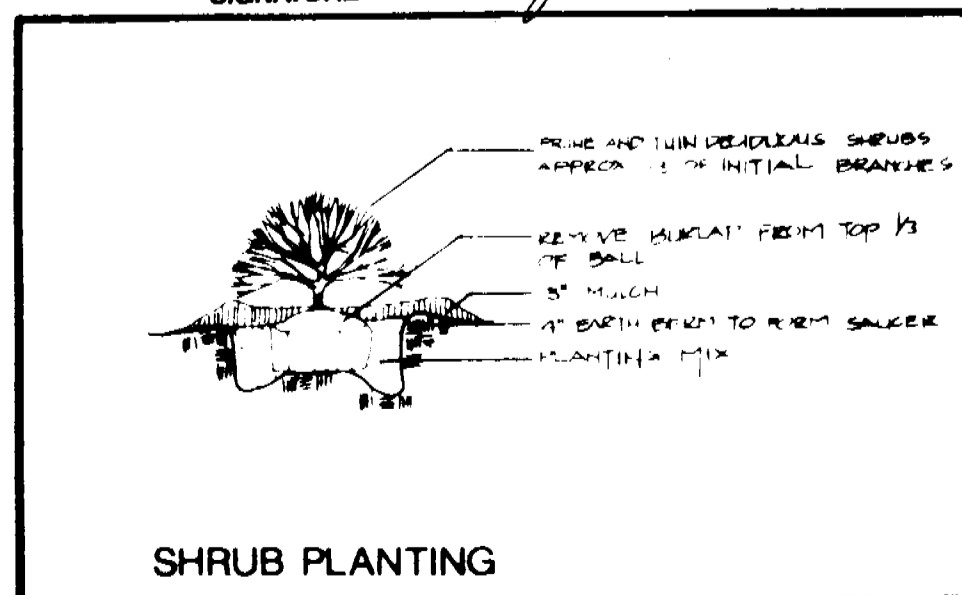 PRUNE AND THIN DECIDUOUS SHRUBS
APPROX OF INITIAL BRANCHES
REMOVE BURLAP FROM TOP 1/3
OF BALL
3" MULCH
4" EARTH BERM TO FORM SAUCER
PLANTING MIX
SHRUB PLANTING